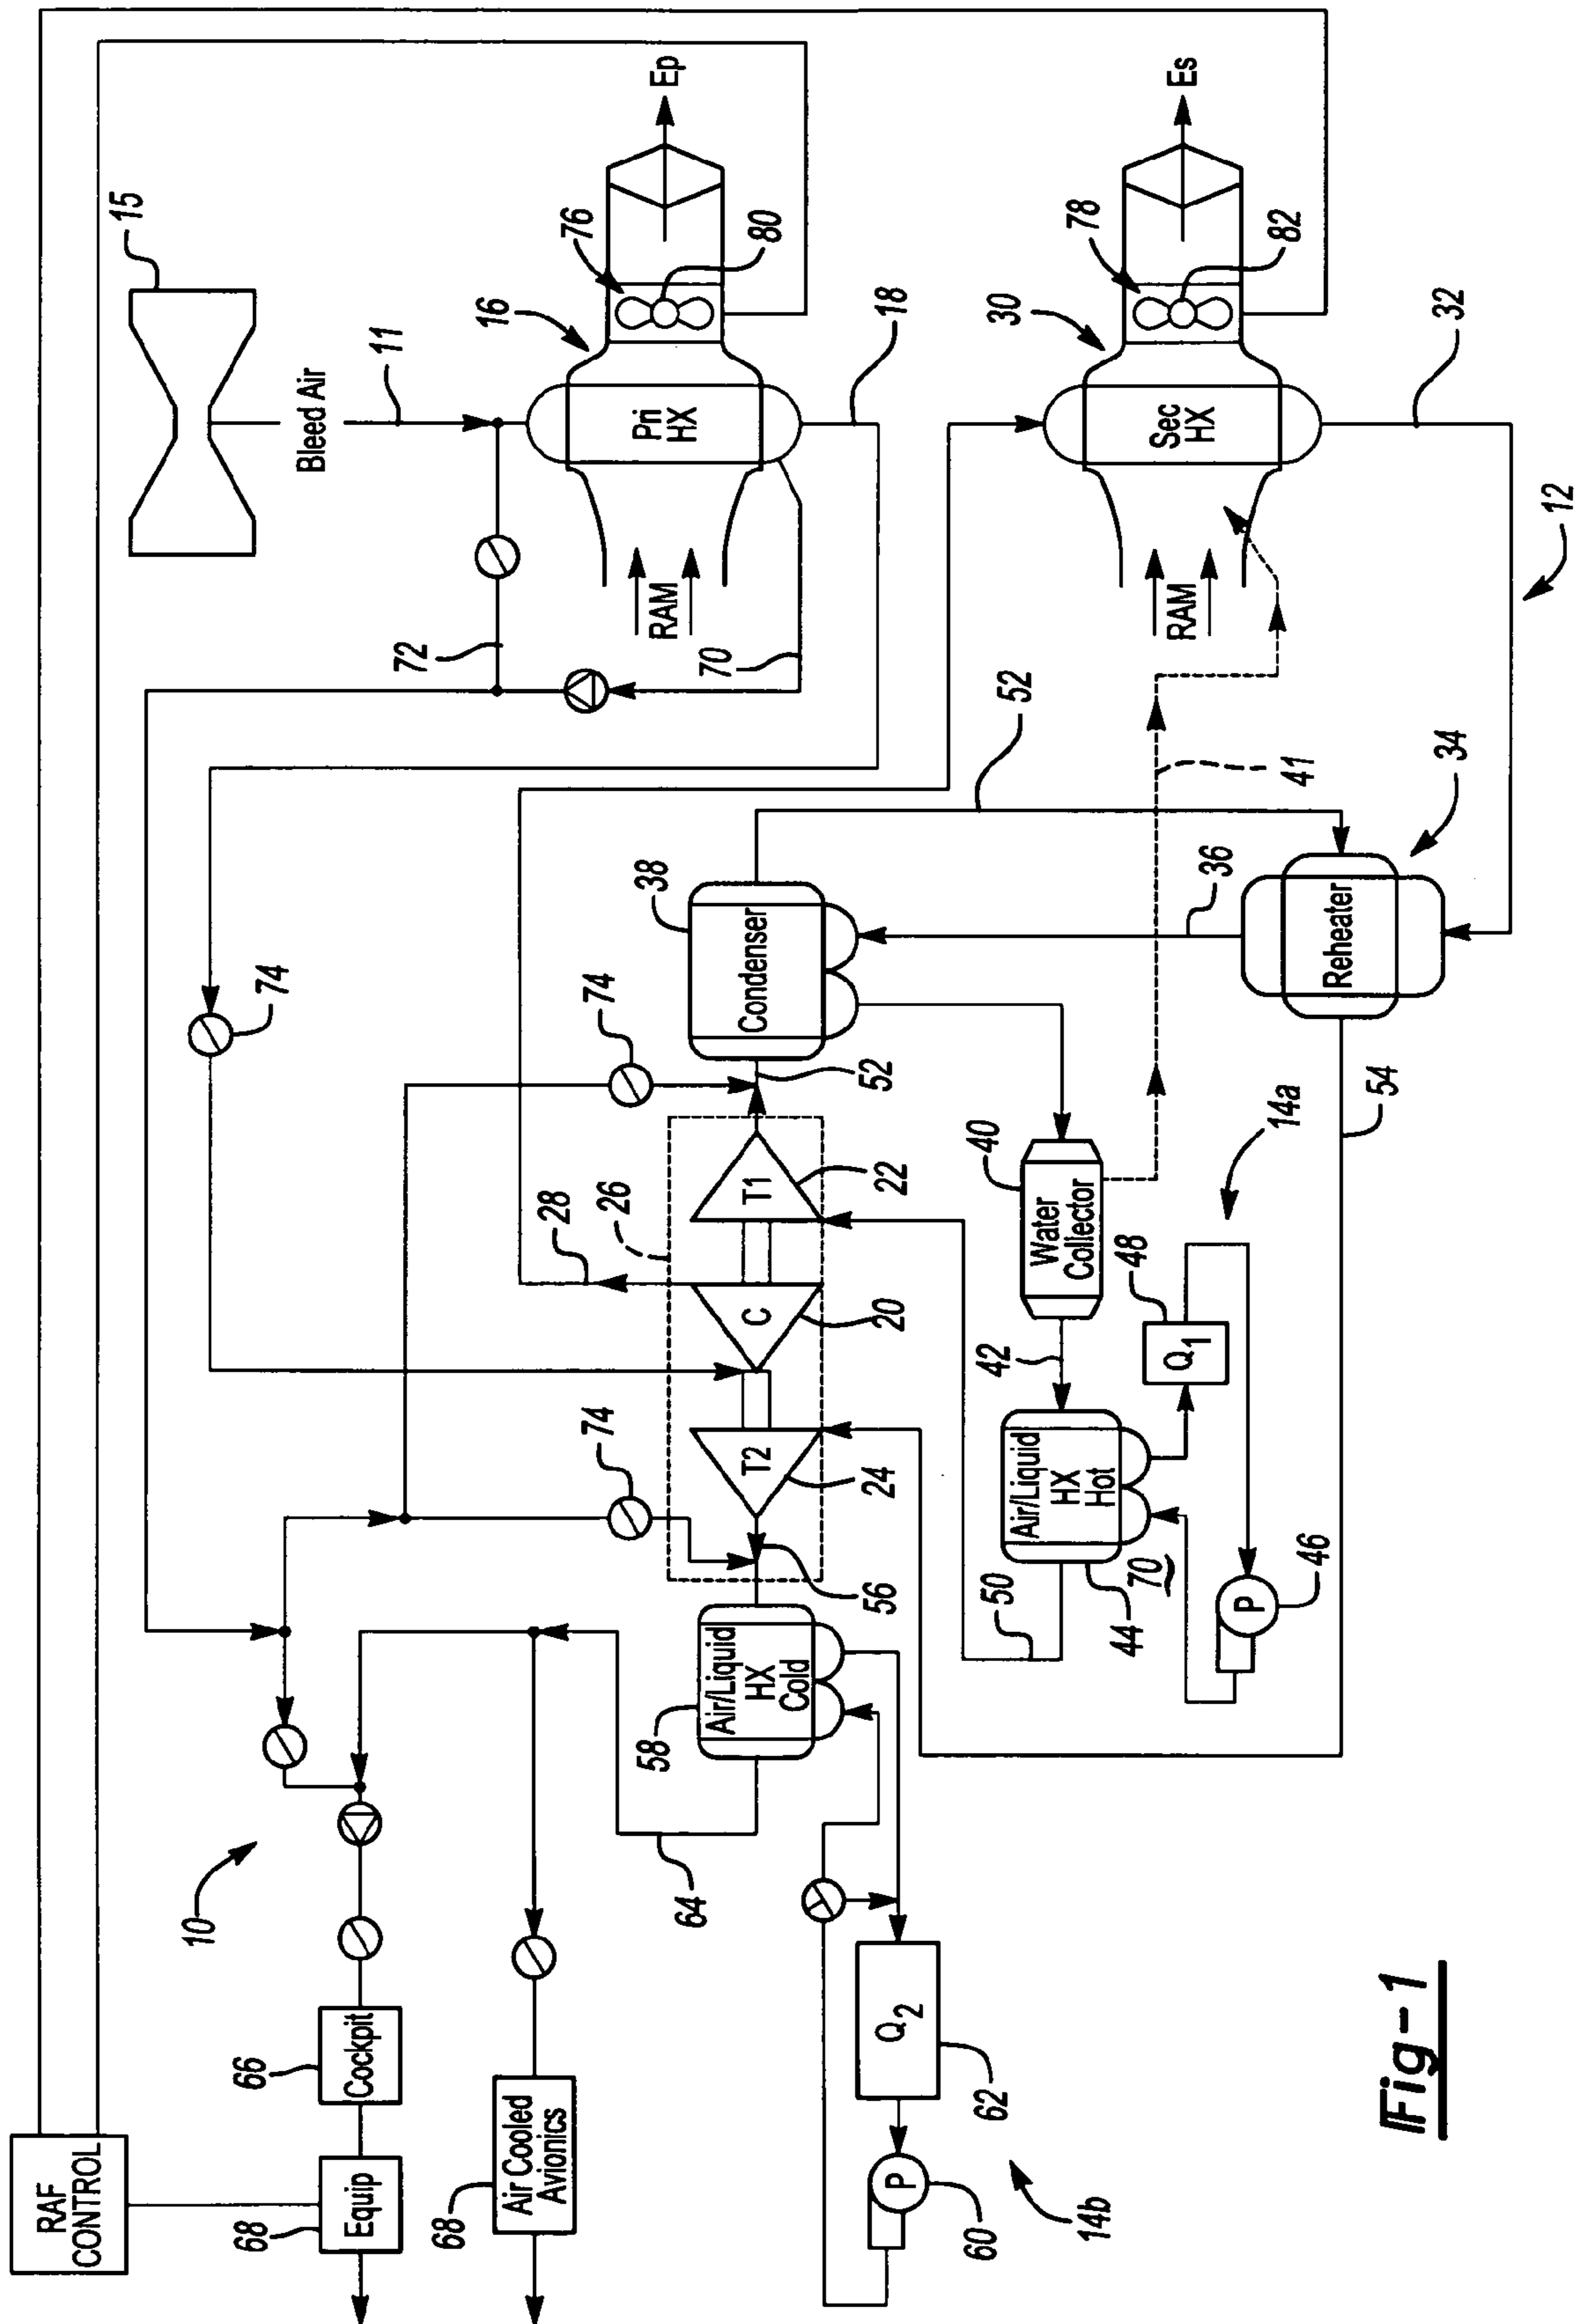 RAF
CONTROL
15
Bleed Air
11
10
74
66
Cockpit
68
Equip
72
16
76
Ep
Pri
HX
80
18
RAM
70
68
Air Cooled
Avionics
74
26
28
74
38
58
Air/Liquid
HX
Cold
T2
C
T1
52
Condenser
64
56
24
20
22
Q2
62
P
60
50
42
40
52
30
78
Es
Water
Collector
Air/Liquid
HX
Hot
Sec
HX
82
32
RAM
44
70
48
Q1
36
41
14b
P
46
14a
54
Reheater
34
12
Fig-1